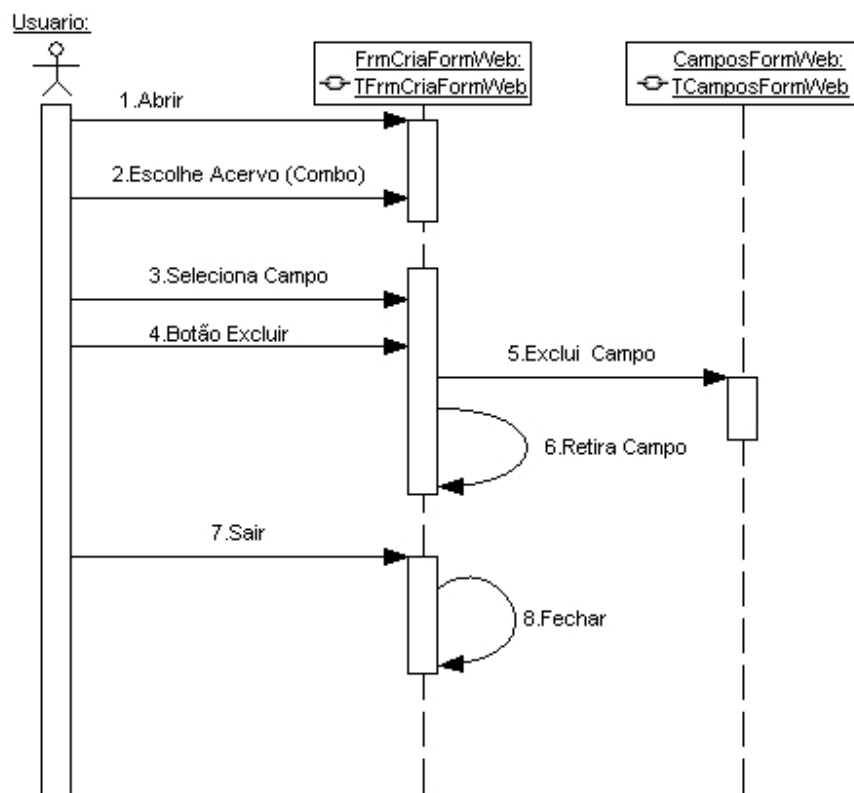 Usuario:
FrmCriaFormWeb:
TFrmCriaFormWeb
CamposFormWeb:
TCamposFormWeb
1.Abrir
2.Escolhe Acervo (Combo)
3.Seleciona Campo
4.Botão Excluir
5.Exclui Campo
6.Retira Campo
7.Sair
8.Fechar